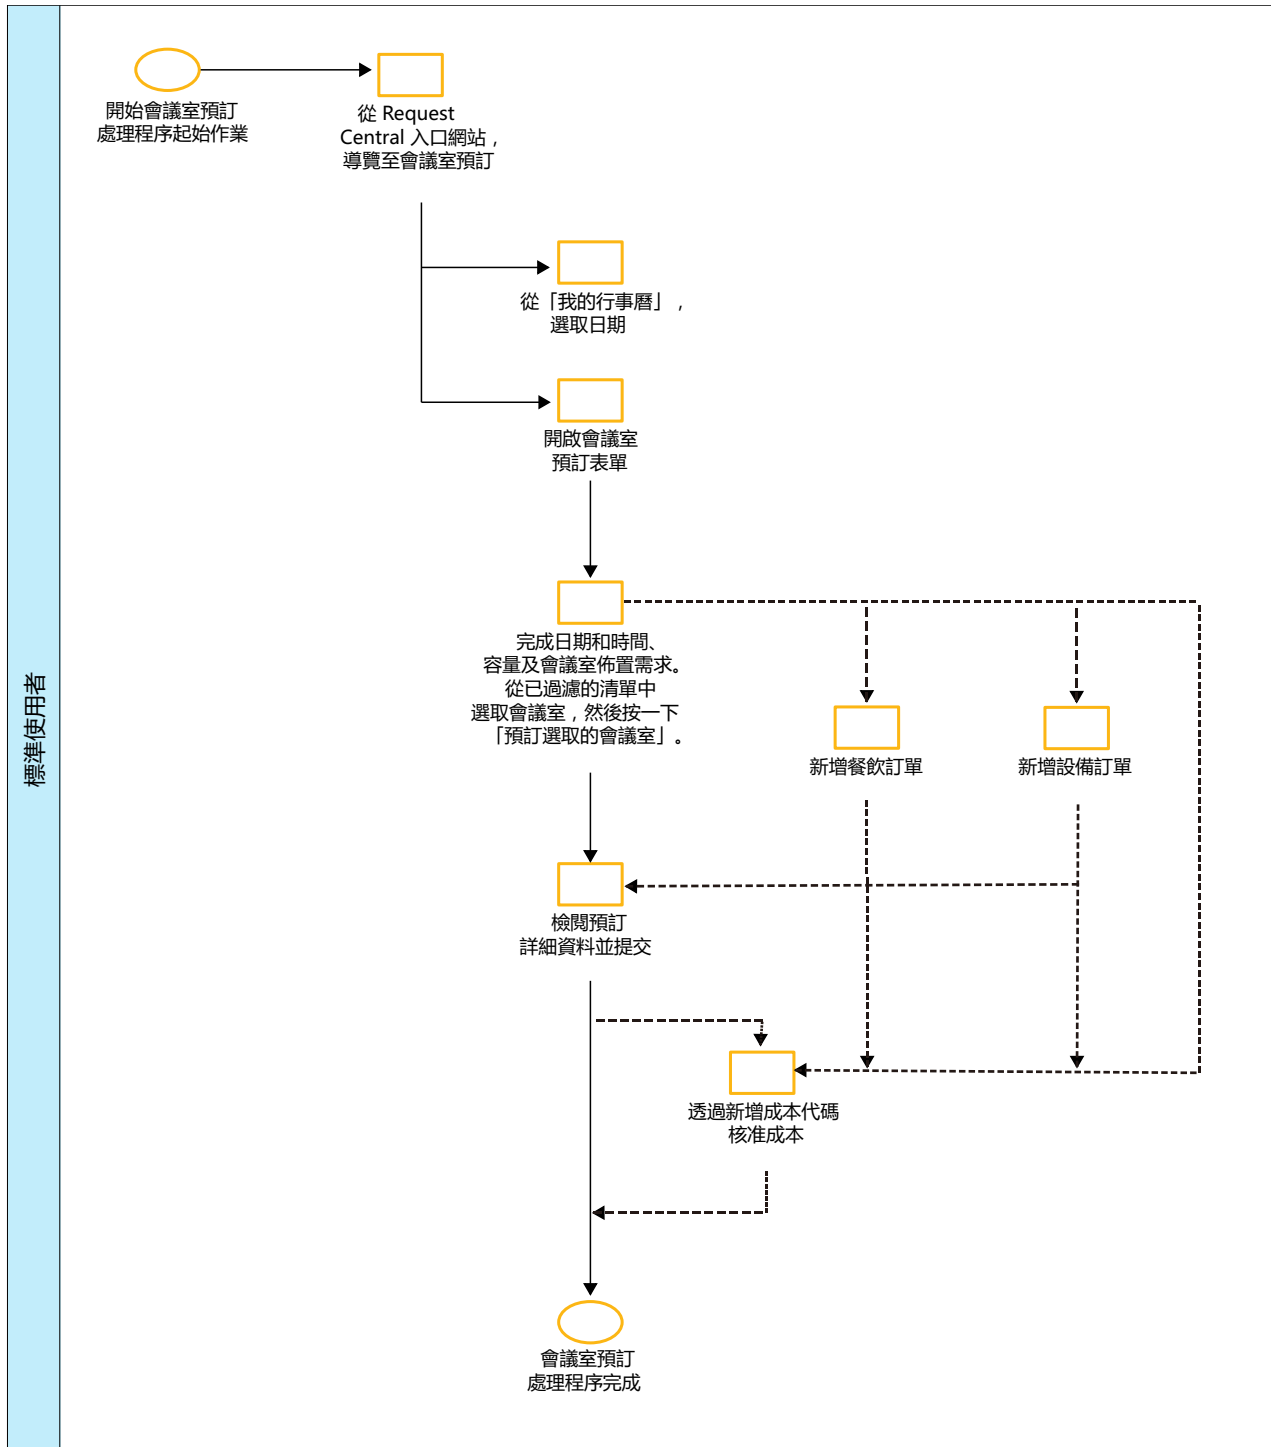 標準使用者
開始會議室預訂
處理程序起始作業
從 Request
Central 入口網站，
導覽至會議室預訂
從「我的行事曆」，
選取日期
開啟會議室
預訂表單
完成日期和時間、
容量及會議室佈置需求。
從已過濾的清單中
選取會議室，然後按一下
「預訂選取的會議室」。
新增餐飲訂單
新增設備訂單
檢閱預訂
詳細資料並提交
透過新增成本代碼
核准成本
會議室預訂
處理程序完成